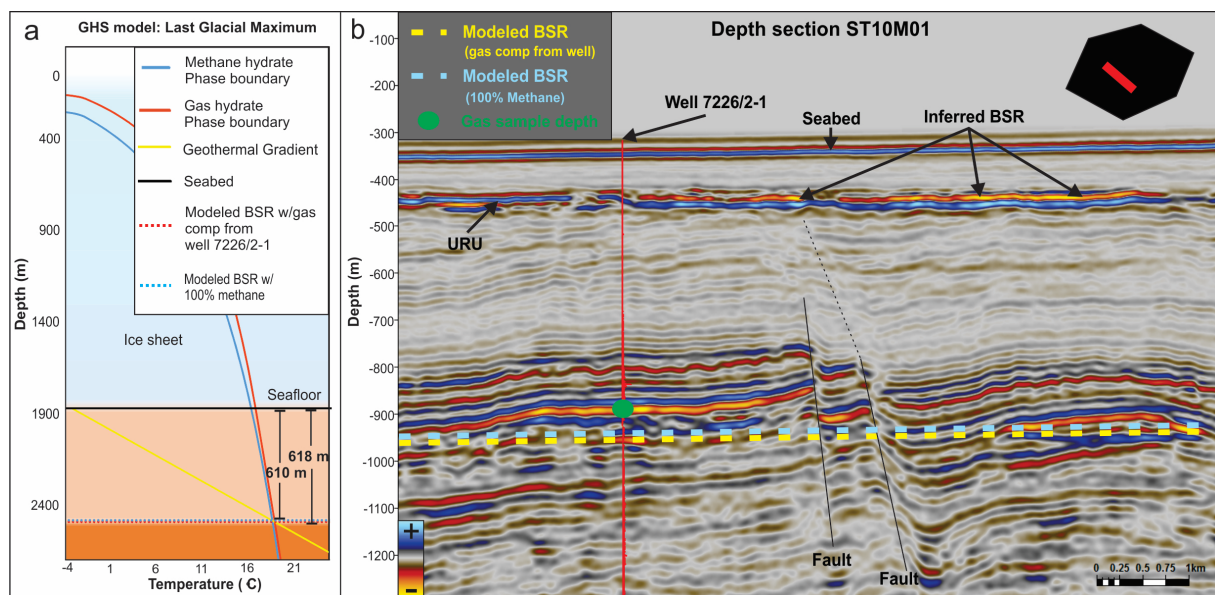 a
GHS model: Last Glacial Maximum
Methane hydrate
Phase boundary
Gas hydrate
Phase boundary
Geothermal Gradient
Seabed
Modeled BSR w/gas
comp from
well 7226/2-1
Modeled BSR w/
100% methane
0
400
900
1400
1900
2400
Depth (m)
Ice sheet
Seafloor
610 m
618 m
-4
1
6
11
16
21
Temperature ( C)
b
Depth section ST10M01
Modeled BSR
(gas comp from well)
Modeled BSR
(100% Methane)
Gas sample depth
Well 7226/2-1
Seabed
Inferred BSR
URU
-100
-200
-300
-400
-500
-600
-700
-800
-900
-1000
-1100
-1200
Depth (m)
Fault
Fault
+
-
0 0.25 0.5 0.75 1km